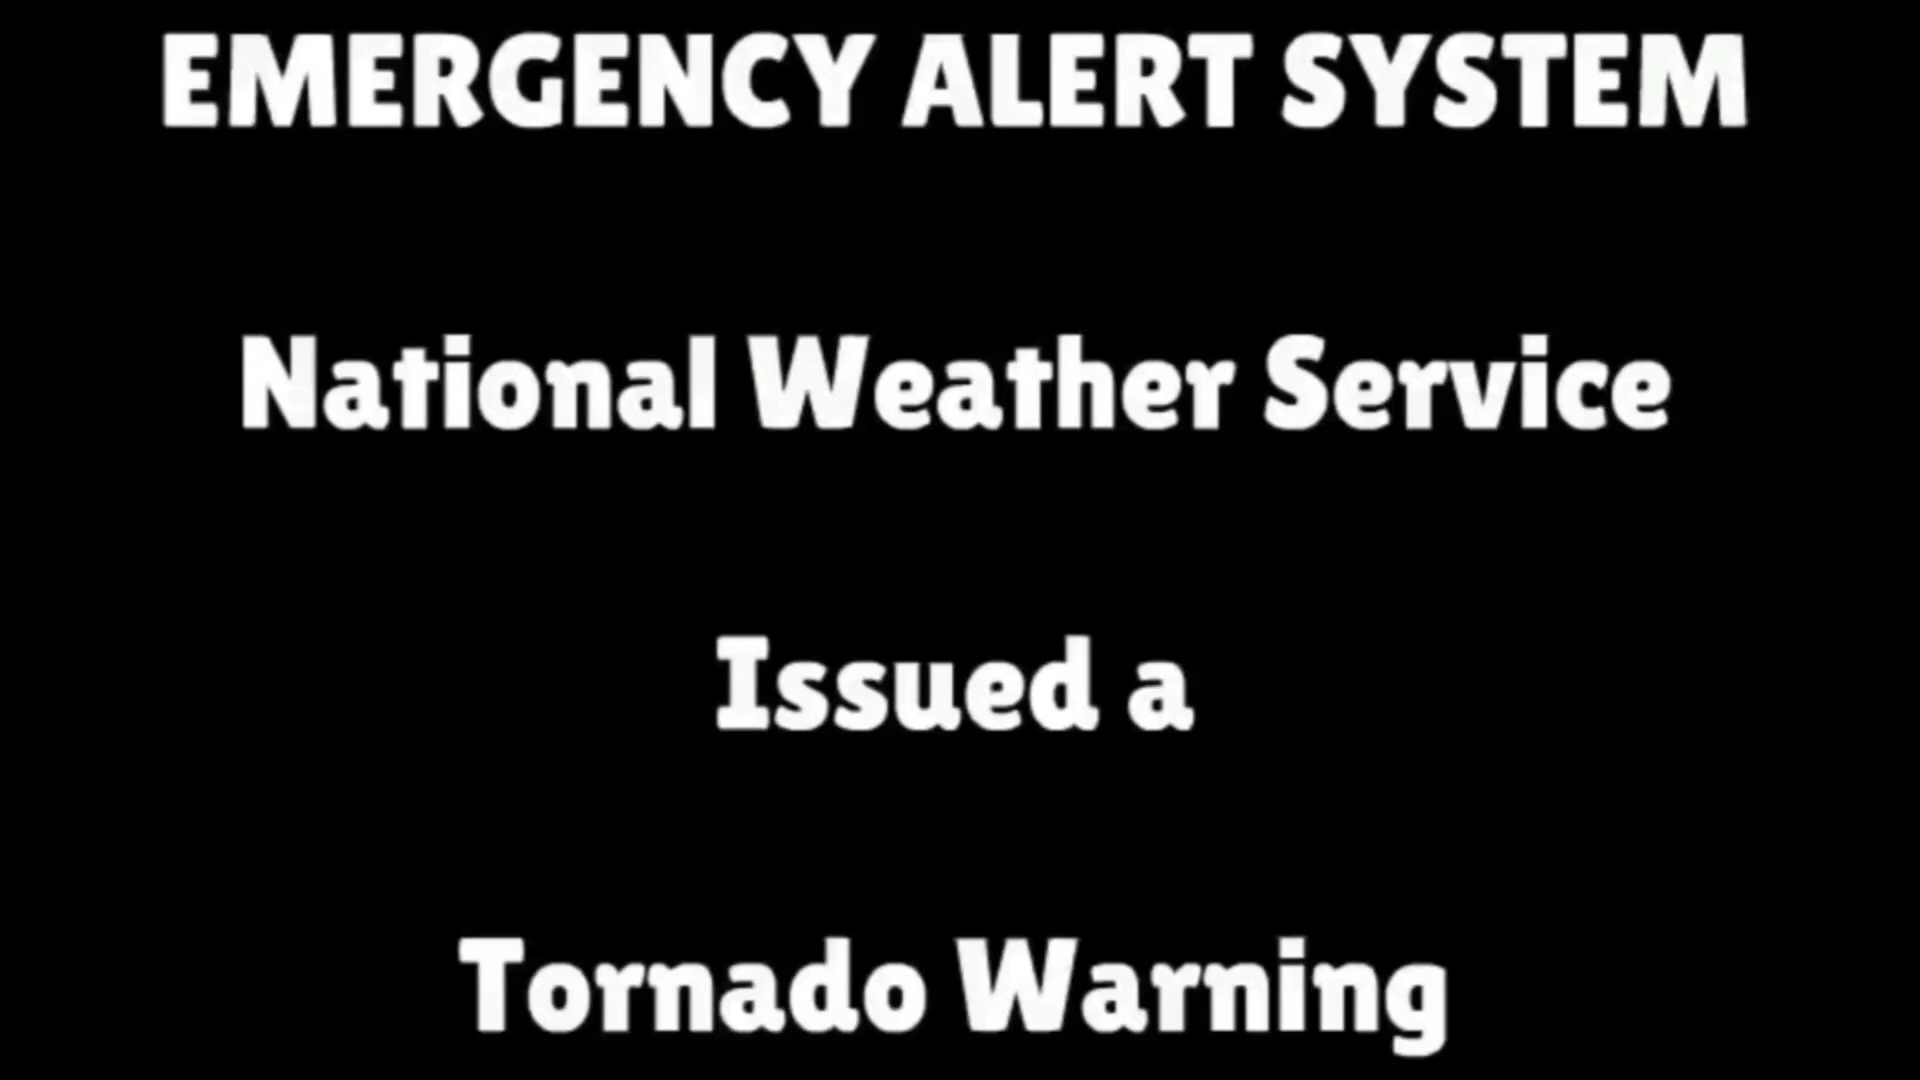 EMERGENCY ALERT SYSTEM
National Weather Service
Issued a
Tornado Warning